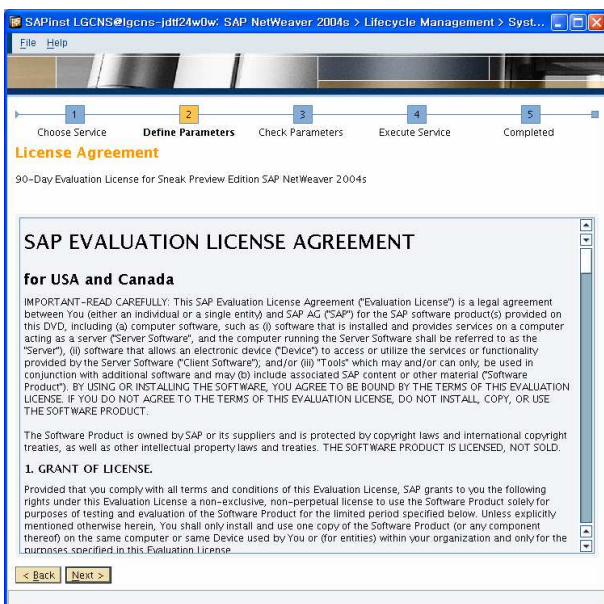 SAPinst LGCNS@lgcns-jdtf24w0w: SAP NetWeaver 2004s > Lifecycle Management > Syst...
File Help
1 2 3 4 5
Choose Service Define Parameters Check Parameters Execute Service Completed
License Agreement
90-Day Evaluation License for Sneak Preview Edition SAP NetWeaver 2004s
SAP EVALUATION LICENSE AGREEMENT
for USA and Canada
IMPORTANT-READ CAREFULLY: This SAP Evaluation License Agreement ("Evaluation License") is a legal agreement
between You (either an individual or a single entity) and SAP AG ("SAP") for the SAP software product(s) provided on
this DVD, including (a) computer software, such as (i) software that is installed and provides services on a computer
acting as a server ("Server Software", and the computer running the Server Software shall be referred to as the
"Server"), (ii) software that allows an electronic device ("Device") to access or utilize the services or functionality
provided by the Server Software ("Client Software"); and/or (iii) "Tools" which may and/or can only, be used in
conjunction with additional software and may (b) include associated SAP content or other material ("Software
Product"). BY USING OR INSTALLING THE SOFTWARE, YOU AGREE TO BE BOUND BY THE TERMS OF THIS EVALUATION
LICENSE. IF YOU DO NOT AGREE TO THE TERMS OF THIS EVALUATION LICENSE, DO NOT INSTALL, COPY, OR USE
THE SOFTWARE PRODUCT.
The Software Product is owned by SAP or its suppliers and is protected by copyright laws and international copyright
treaties, as well as other intellectual property laws and treaties. THE SOFTWARE PRODUCT IS LICENSED, NOT SOLD.
1. GRANT OF LICENSE.
Provided that you comply with all terms and conditions of this Evaluation License, SAP grants to you the following
rights under this Evaluation License a non-exclusive, non-perpetual license to use the Software Product solely for
purposes of testing and evaluation of the Software Product for the limited period specified below. Unless explicitly
mentioned otherwise herein, You shall only install and use one copy of the Software Product (or any component
thereof) on the same computer or same Device used by You or (for entities) within your organization and only for the
purposes specified in this Evaluation License
< Back Next >